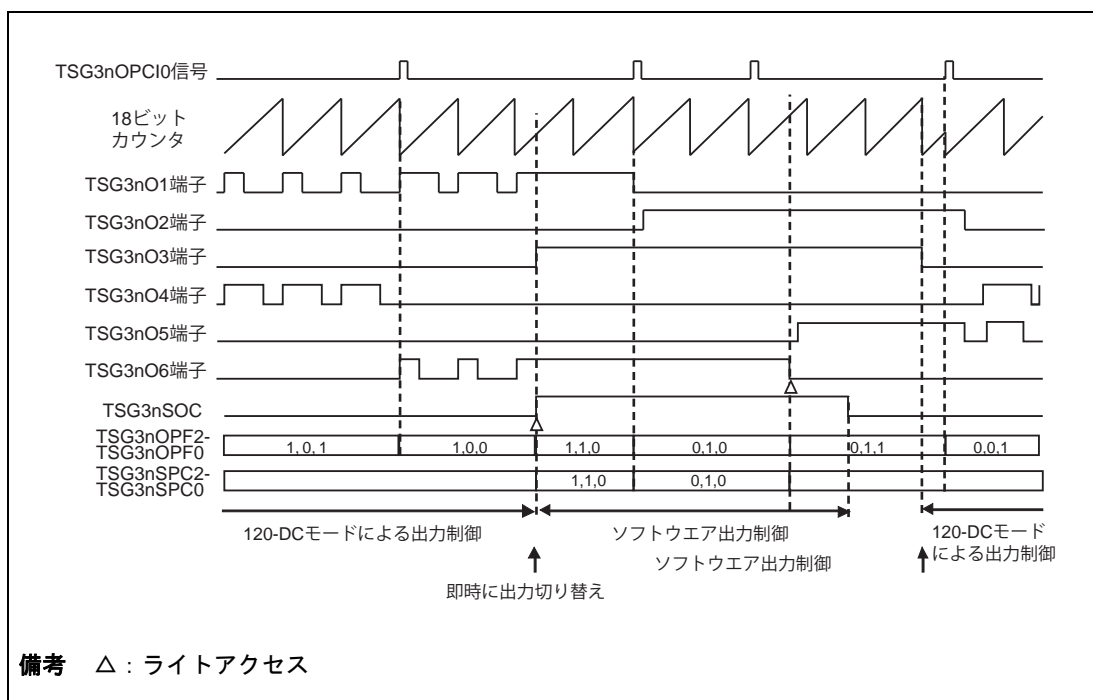 TSG3nOPCI0信号
18ビット
カウンタ
TSG3nO1端子
TSG3nO2端子
TSG3nO3端子
TSG3nO4端子
TSG3nO5端子
TSG3nO6端子
TSG3nSOC
TSG3nOPF2-
TSG3nOPF0
1, 0, 1
1,0,0
1,1,0
0,1,0
0,1,1
0,0,1
TSG3nSPC2-
TSG3nSPC0
1,1,0
0,1,0
120-DCモードによる出力制御
ソフトウエア出力制御
120-DCモード
による出力制御
ソフトウエア出力制御
即時に出力切り替え
備考 △：ライトアクセス